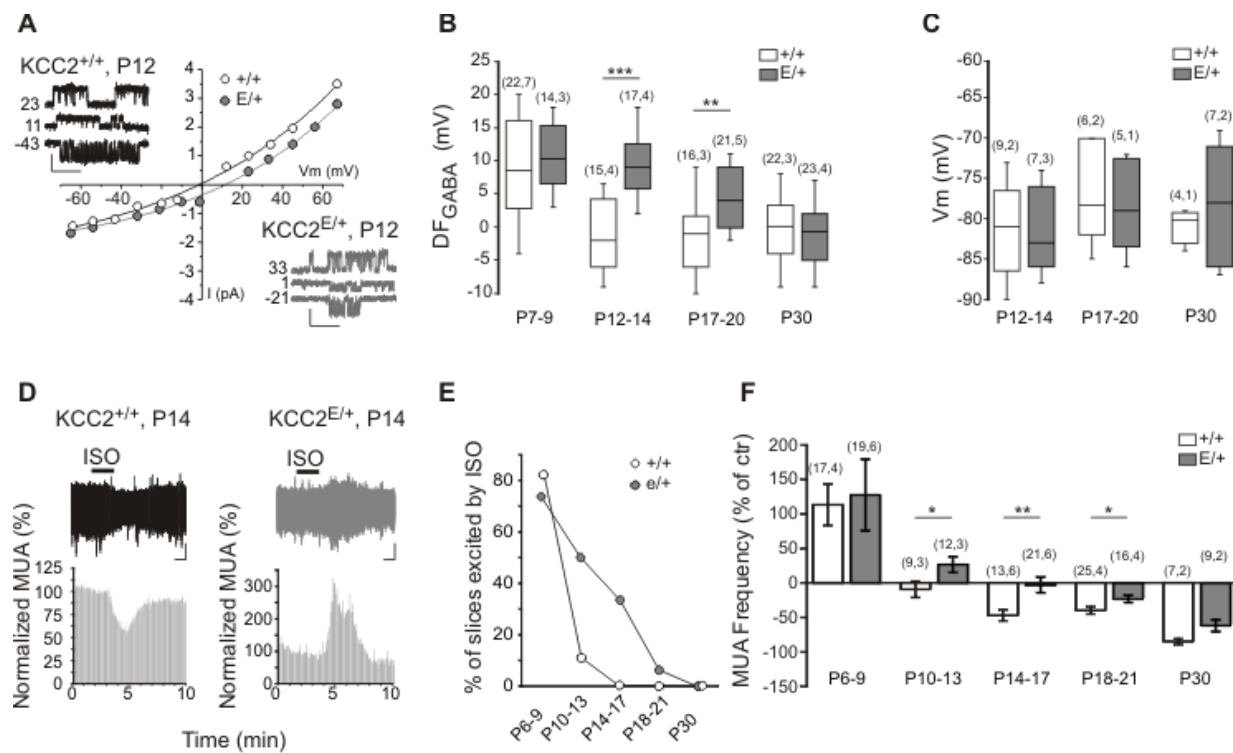 A
KCC2+/+, P12
23
11
-43
+/+
E/+
4
3
2
1
-1
-2
-3
-4
Vm (mV)
-60
-40
-20
20
40
60
I (pA)
KCC2E/+, P12
33
1
-21
B
DFGABA (mV)
25
20
15
10
5
0
-5
-10
+/+
E/+
***
**
(22,7)
(14,3)
(15,4)
(17,4)
(16,3)
(21,5)
(22,3)
(23,4)
P7-9
P12-14
P17-20
P30
C
Vm (mV)
-60
-65
-70
-75
-80
-85
-90
+/+
E/+
(9,2)
(7,3)
(6,2)
(5,1)
(4,1)
(7,2)
P12-14
P17-20
P30
D
KCC2+/+, P14
ISO
Normalized MUA (%)
125
100
75
50
25
0
0
5
10
KCC2E/+, P14
ISO
Normalized MUA (%)
300
200
100
0
0
5
10
Time (min)
E
% of slices excited by ISO
80
60
40
20
0
+/+
e/+
P6-9
P10-13
P14-17
P18-21
P30
F
MUA Frequency (% of ctr)
200
150
100
50
0
-50
-100
-150
+/+
E/+
(17,4)
(19,6)
*
(9,3)
(12,3)
**
(13,6)
(21,6)
*
(25,4)
(16,4)
(7,2)
(9,2)
P6-9
P10-13
P14-17
P18-21
P30